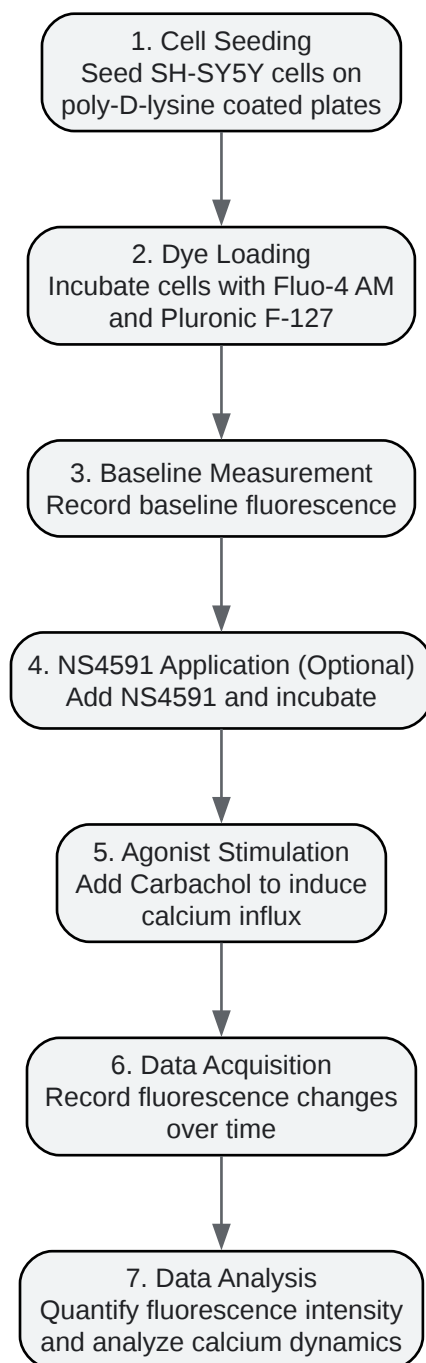 1. Cell Seeding
Seed SH-SY5Y cells on
poly-D-lysine coated plates
2. Dye Loading
Incubate cells with Fluo-4 AM
and Pluronic F-127
3. Baseline Measurement
Record baseline fluorescence
4. NS4591 Application (Optional)
Add NS4591 and incubate
5. Agonist Stimulation
Add Carbachol to induce
calcium influx
6. Data Acquisition
Record fluorescence changes
over time
7. Data Analysis
Quantify fluorescence intensity
and analyze calcium dynamics